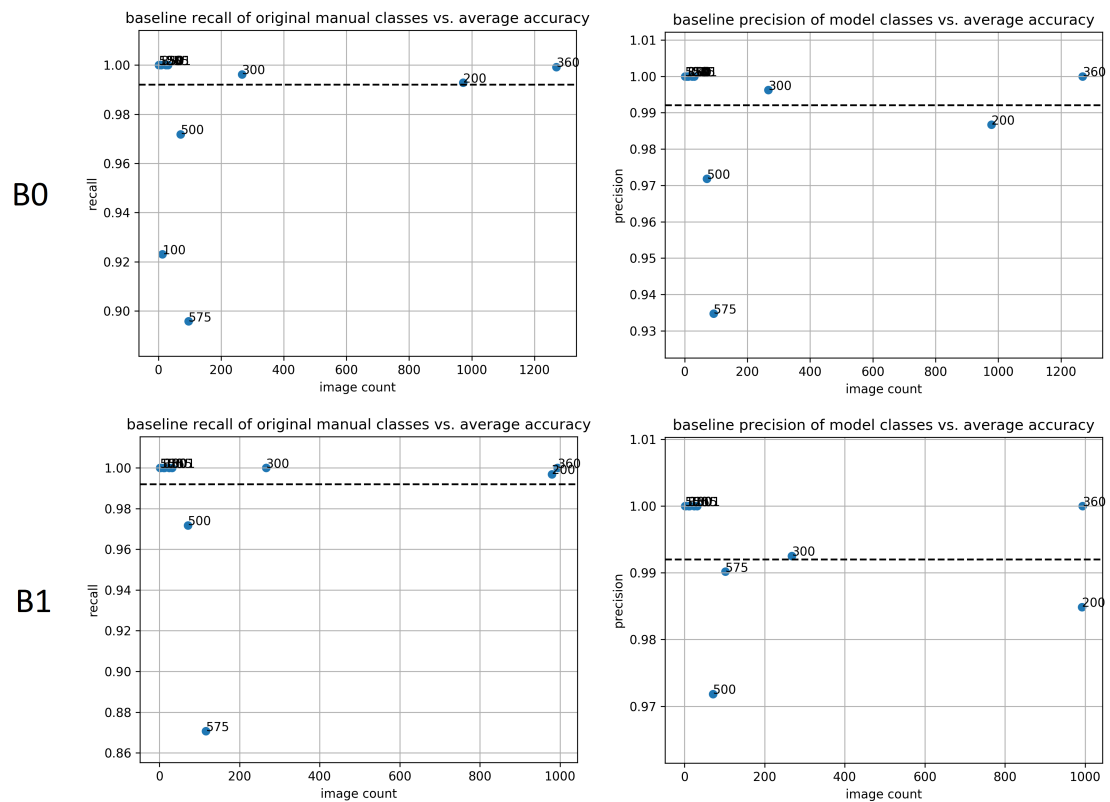 baseline recall of original manual classes vs. average accuracy
1.00
0.98
0.96
0.94
0.92
0.90
recall
300
200
360
500
100
575
0 200 400 600 800 1000 1200
image count
baseline precision of model classes vs. average accuracy
1.01
1.00
0.99
0.98
0.97
0.96
0.95
0.94
0.93
precision
360
300
200
500
575
0 200 400 600 800 1000 1200
image count
B0
baseline recall of original manual classes vs. average accuracy
1.00
0.98
0.96
0.94
0.92
0.90
0.88
0.86
recall
300
360
200
500
575
0 200 400 600 800 1000
image count
baseline precision of model classes vs. average accuracy
1.01
1.00
0.99
0.98
0.97
precision
360
300
575
200
500
0 200 400 600 800 1000
image count
B1